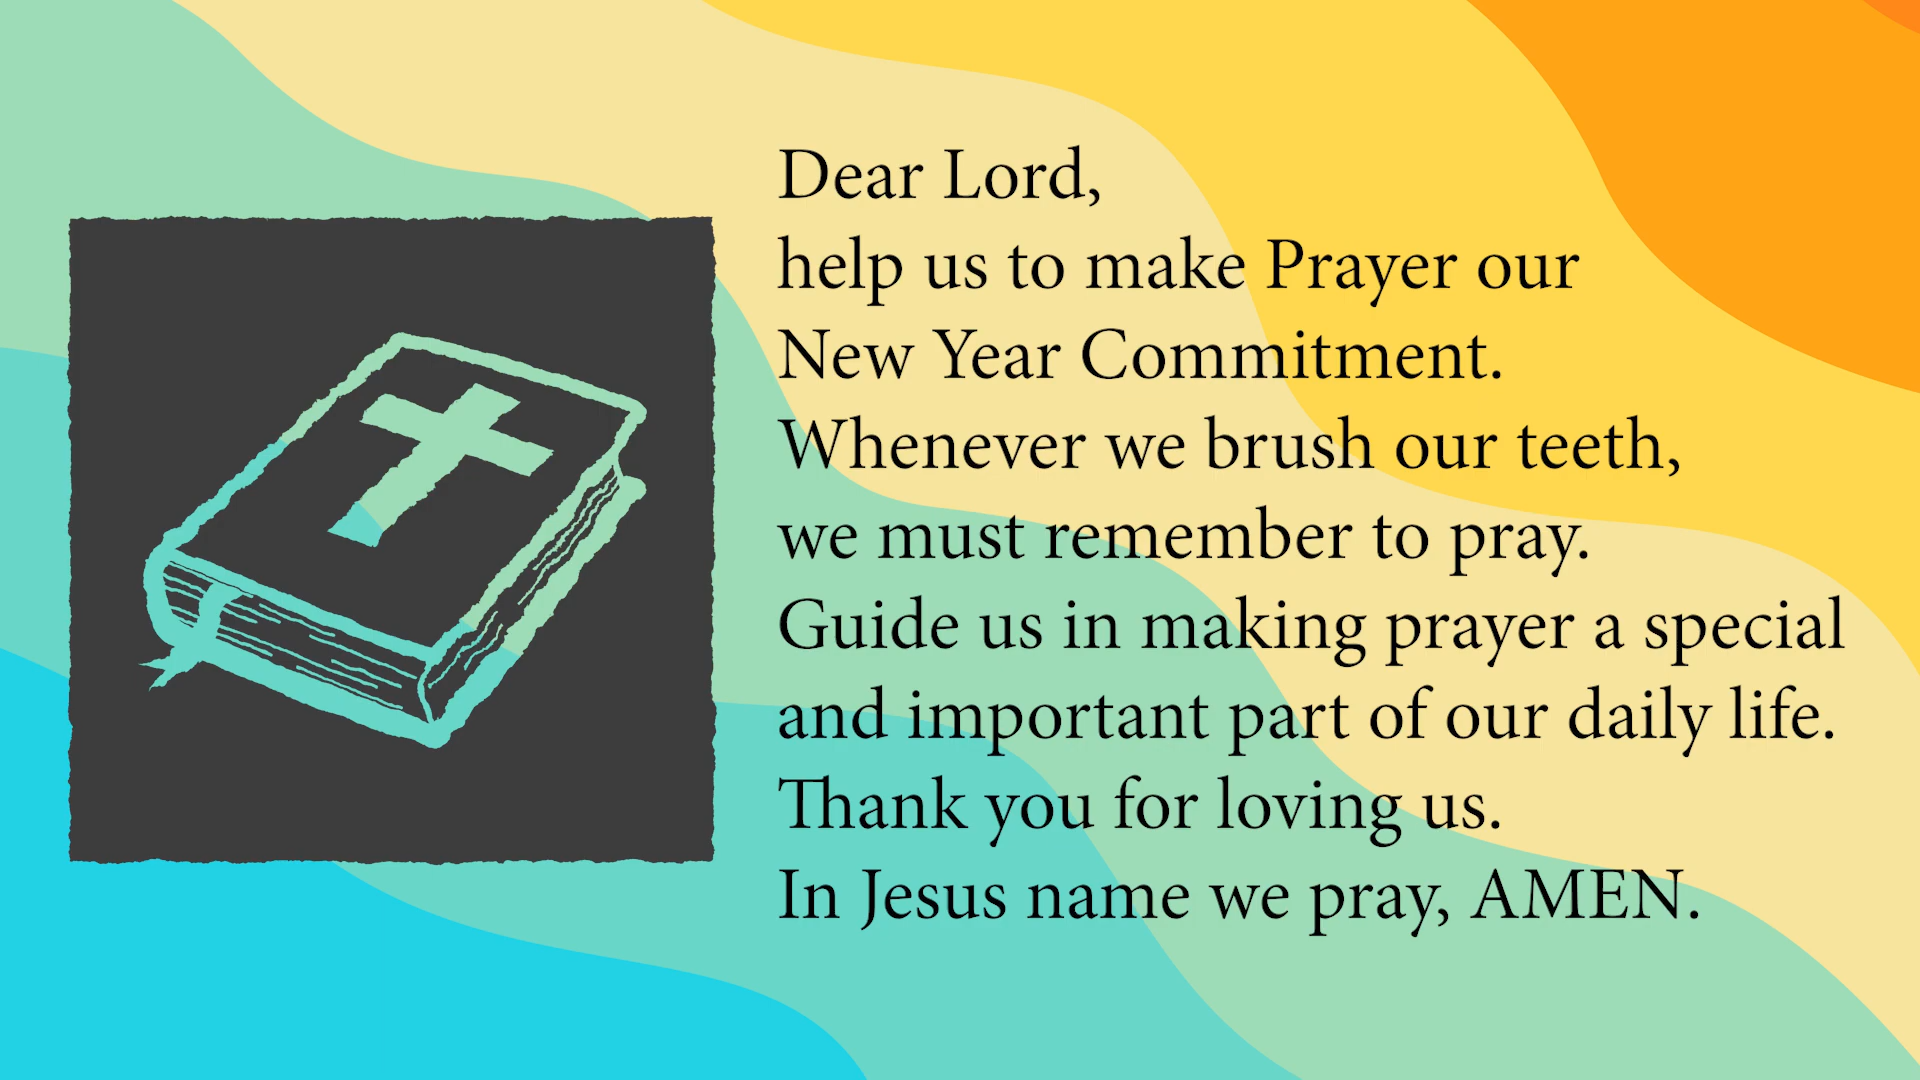 Dear Lord,
help us to make Prayer our
New Year Commitment.
Whenever we brush our teeth,
we must remember to pray.
Guide us in making prayer a special
and important part of our daily life.
Thank you for loving us.
In Jesus name we pray, AMEN.